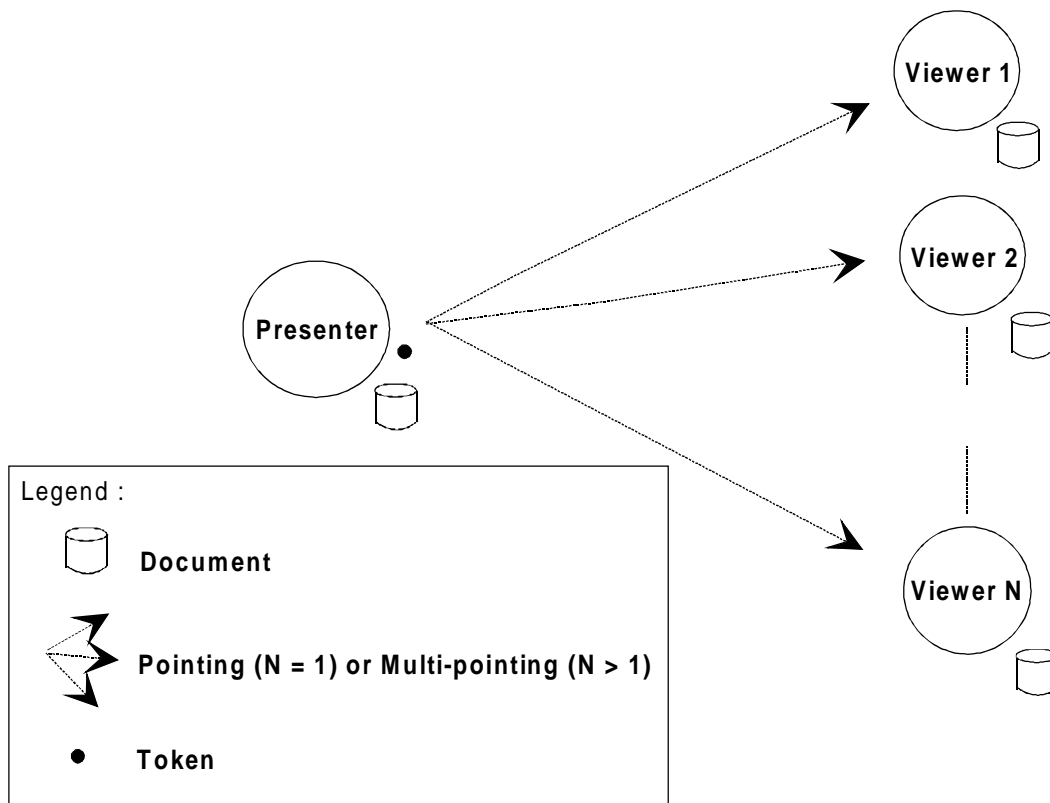 Viewer 1
Viewer 2
Presenter
Viewer N
Legend :
Document
Pointing (N = 1) or Multi-pointing (N > 1)
Token